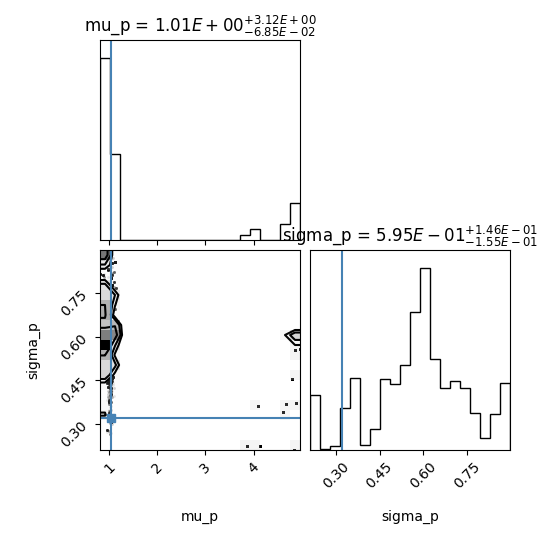 mu_p = 1.01E+00+3.12E+00−6.85E−02
sigma_p = 5.95E−01+1.46E−01−1.55E−01
0.75
0.60
0.45
0.30
sigma_p
1 2 3 4
mu_p
0.30 0.45 0.60 0.75
sigma_p